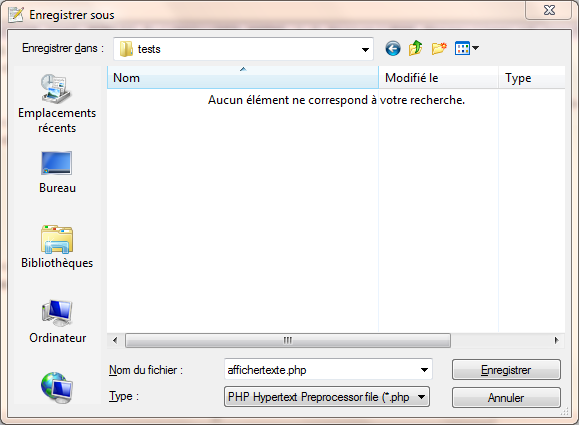 Enregistrer sous
Enregistrer dans :
tests
Nom
Modifié le
Type
Aucun élément ne correspond à votre recherche.
Emplacements
récents
Bureau
Bibliothèques
Ordinateur
Nom du fichier :
affichertexte.php
Enregistrer
Type :
PHP Hypertext Preprocessor file (*.php
Annuler